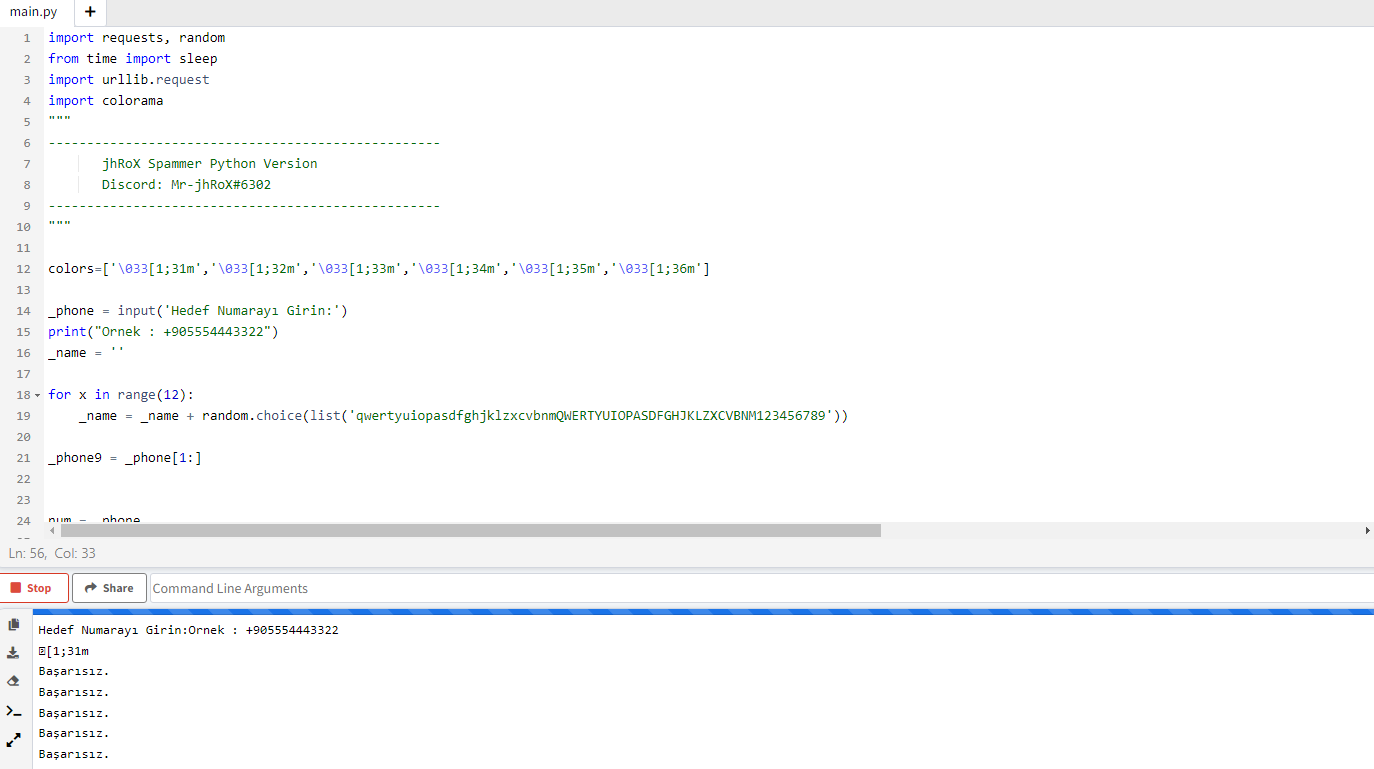 main.py +
1 import requests, random
2 from time import sleep
3 import urllib.request
4 import colorama
5 """
6 ---------------------------------------------------
7 jhRoX Spammer Python Version
8 Discord: Mr-jhRoX#6302
9 ---------------------------------------------------
10 """
11
12 colors=['\033[1;31m','\033[1;32m','\033[1;33m','\033[1;34m','\033[1;35m','\033[1;36m']
13
14 _phone = input('Hedef Numarayı Girin:')
15 print("Ornek : +905554443322")
16 _name = ''
17
18 for x in range(12):
19 _name = _name + random.choice(list('qwertyuiopasdfghjklzxcvbnmQWERTYUIOPASDFGHJKLZXCVBNM123456789'))
20
21 _phone9 = _phone[1:]
22
23
24 num = _phone
Ln: 56, Col: 33
Stop Share Command Line Arguments
Hedef Numarayı Girin:Ornek : +905554443322
[1;31m
Başarısız.
Başarısız.
Başarısız.
Başarısız.
Başarısız.